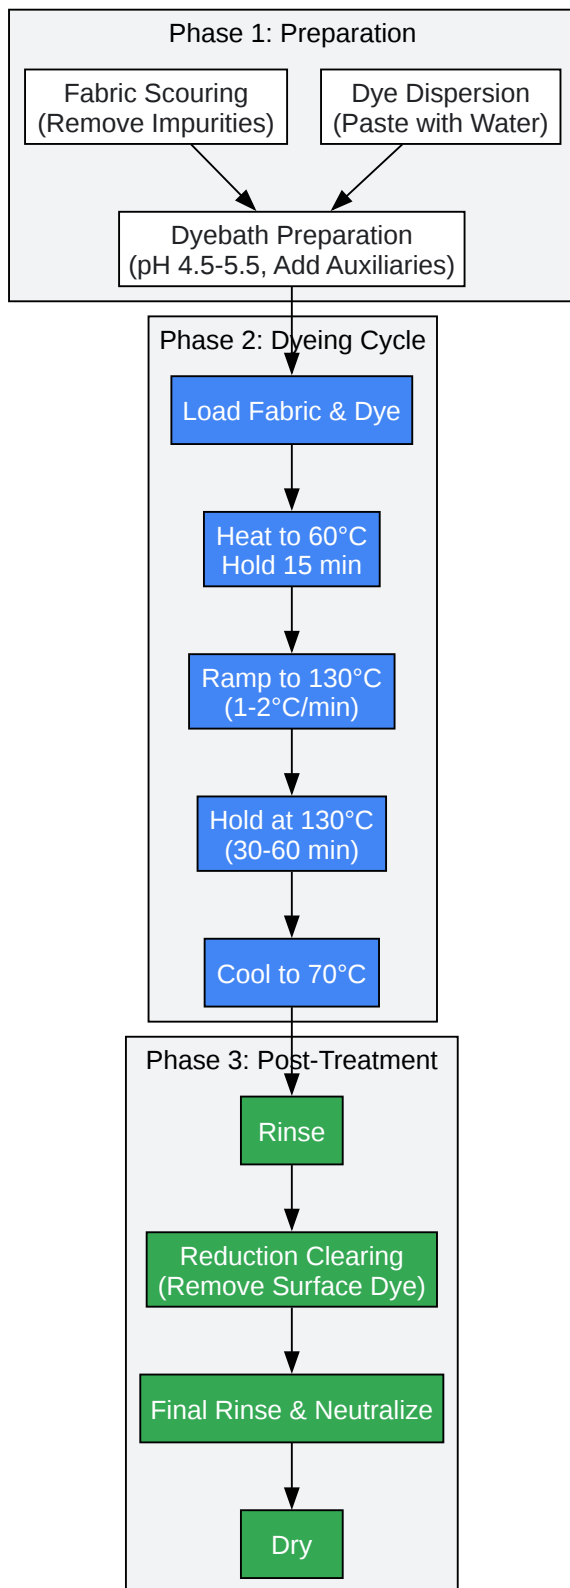 Phase 1: Preparation
Fabric Scouring
(Remove Impurities)
Dye Dispersion
(Paste with Water)
Dyebath Preparation
(pH 4.5-5.5, Add Auxiliaries)
Phase 2: Dyeing Cycle
Load Fabric & Dye
Heat to 60°C
Hold 15 min
Ramp to 130°C
(1-2°C/min)
Hold at 130°C
(30-60 min)
Cool to 70°C
Phase 3: Post-Treatment
Rinse
Reduction Clearing
(Remove Surface Dye)
Final Rinse & Neutralize
Dry